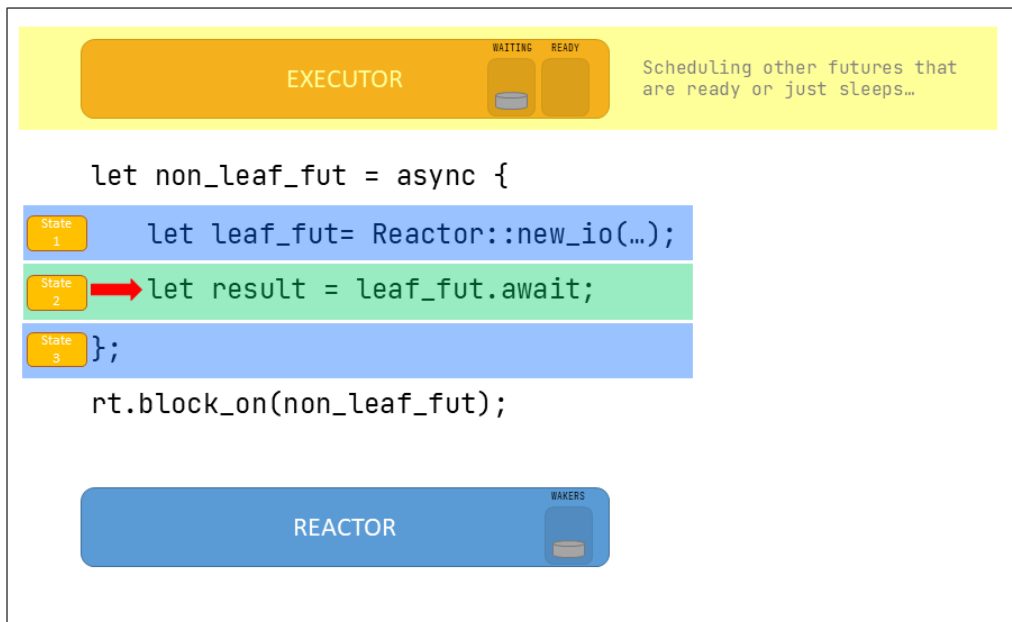 WAITING READY
EXECUTOR
Scheduling other futures that
are ready or just sleeps…
let non_leaf_fut = async {
State
1
let leaf_fut= Reactor::new_io(…);
State
2
let result = leaf_fut.await;
State
3
};
rt.block_on(non_leaf_fut);
WAKERS
REACTOR